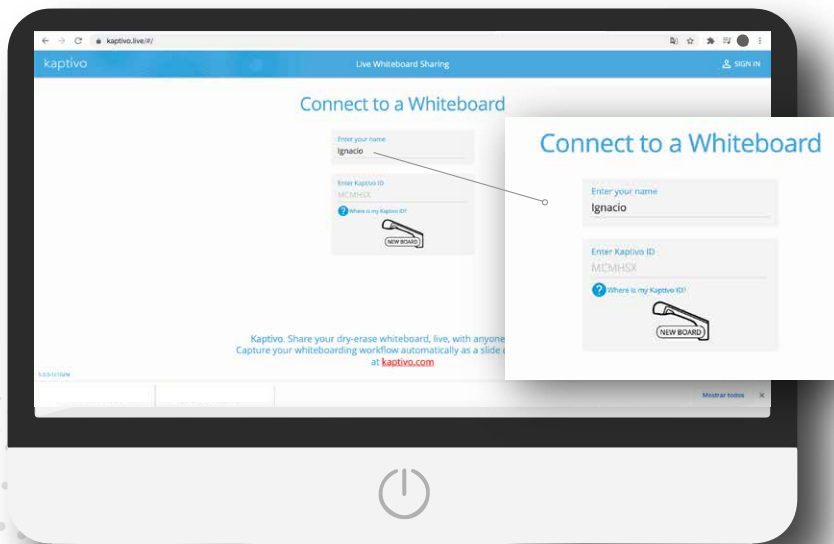 kaptivo.live/#/
kaptivo
Live Whiteboard Sharing
SIGN IN
Connect to a Whiteboard
Enter your name
Ignacio
Enter Kaptivo ID
MCMHSX
Where is my Kaptivo ID?
NEW BOARD
Kaptivo. Share your dry-erase whiteboard, live, with anyone
Capture your whiteboarding workflow automatically as a slide
at kaptivo.com
Mostrar todos
Connect to a Whiteboard
Enter your name
Ignacio
Enter Kaptivo ID
MCMHSX
Where is my Kaptivo ID?
NEW BOARD